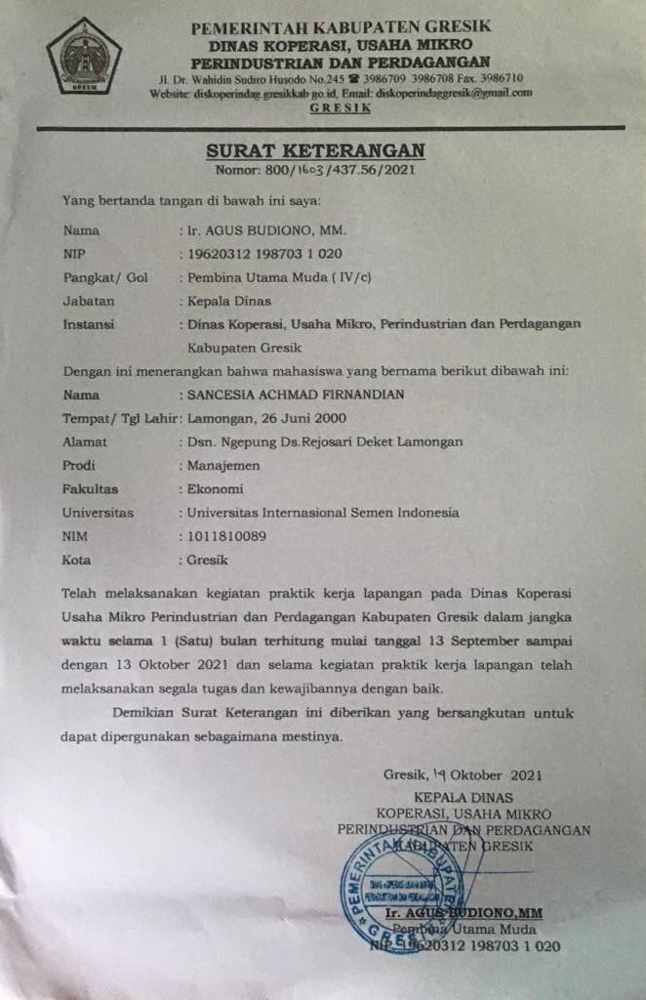 GRESIK
PEMERINTAH KABUPATEN GRESIK
DINAS KOPERASI, USAHA MIKRO
PERINDUSTRIAN DAN PERDAGANGAN
Jl. Dr. Wahidin Sudiro Husodo No.245 ☎ 3986709 3986708 Fax. 3986710
Website: diskoperindag.gresikkab.go.id, Email: diskoperindaggresik@gmail.com
GRESIK
SURAT KETERANGAN
Nomor: 800/1603/437.56/2021
Yang bertanda tangan di bawah ini saya:
Nama : Ir. AGUS BUDIONO, MM.
NIP : 19620312 198703 1 020
Pangkat/ Gol : Pembina Utama Muda ( IV/c)
Jabatan : Kepala Dinas
Instansi : Dinas Koperasi, Usaha Mikro, Perindustrian dan Perdagangan
Kabupaten Gresik
Dengan ini menerangkan bahwa mahasiswa yang bernama berikut dibawah ini:
Nama : SANCESIA ACHMAD FIRNANDIAN
Tempat/ Tgl Lahir: Lamongan, 26 Juni 2000
Alamat : Dsn. Ngepung Ds.Rejosari Deket Lamongan
Prodi : Manajemen
Fakultas : Ekonomi
Universitas : Universitas Internasional Semen Indonesia
NIM : 1011810089
Kota : Gresik
Telah melaksanakan kegiatan praktik kerja lapangan pada Dinas Koperasi
Usaha Mikro Perindustrian dan Perdagangan Kabupaten Gresik dalam jangka
waktu selama 1 (Satu) bulan terhitung mulai tanggal 13 September sampai
dengan 13 Oktober 2021 dan selama kegiatan praktik kerja lapangan telah
melaksanakan segala tugas dan kewajibannya dengan baik.
Demikian Surat Keterangan ini diberikan yang bersangkutan untuk
dapat dipergunakan sebagaimana mestinya.
Gresik, 19 Oktober 2021
KEPALA DINAS
KOPERASI, USAHA MIKRO
PERINDUSTRIAN DAN PERDAGANGAN
KABUPATEN GRESIK
PEMERINTAH KABUPATEN
DINAS KOPERASI USAHA MIKRO
PERINDUSTRIAN DAN PERDAGANGAN
GRESIK
Ir. AGUS BUDIONO,MM
Pembina Utama Muda
NIP. 19620312 198703 1 020